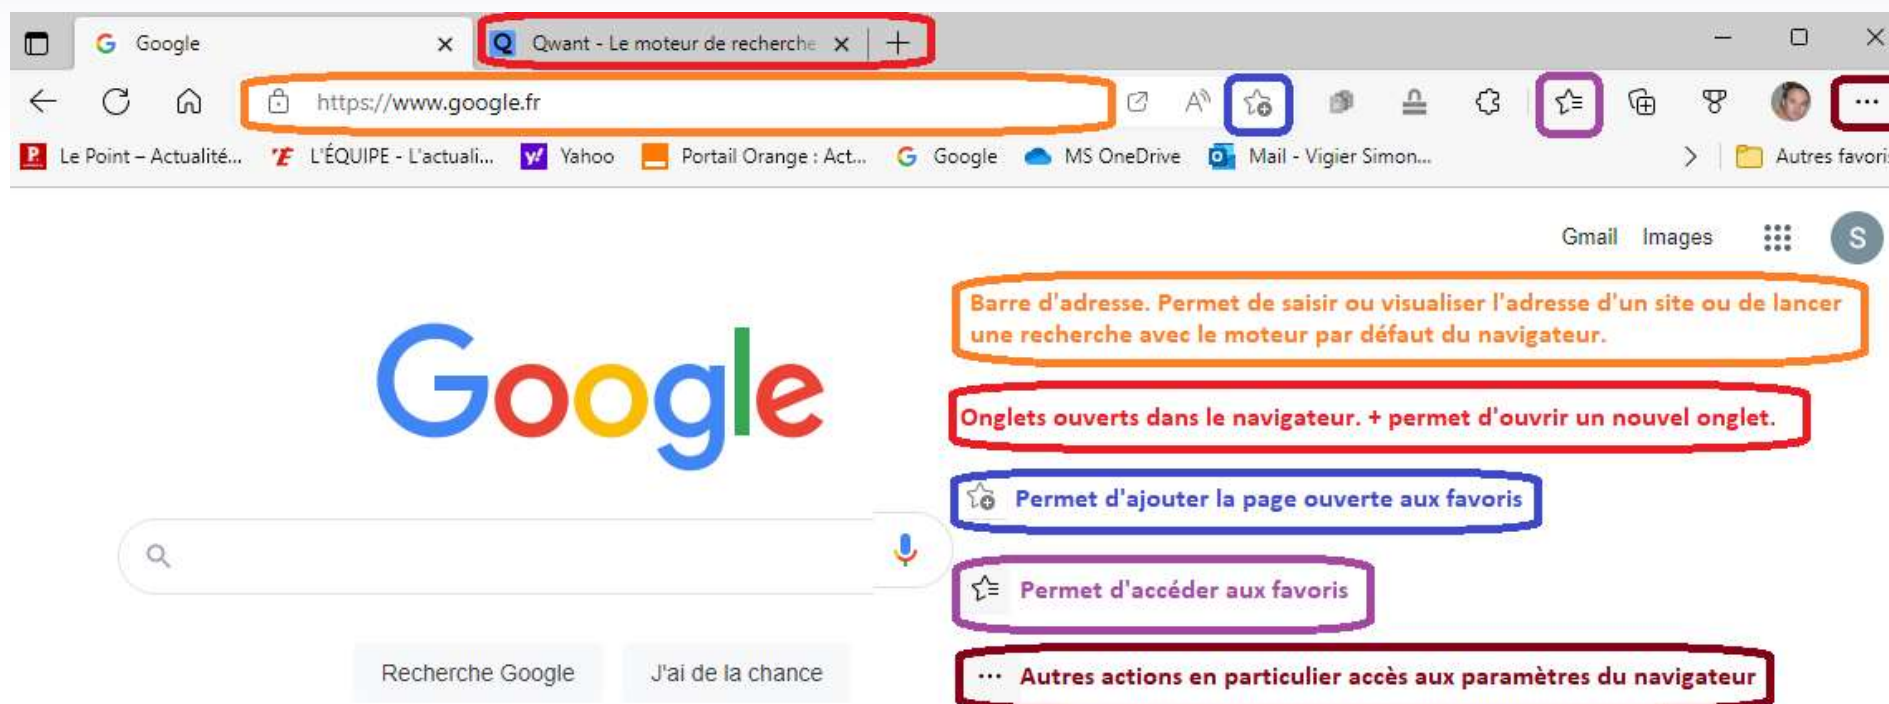 Google
Qwant - Le moteur de recherche
https://www.google.fr
Le Point – Actualité...
L'ÉQUIPE - L'actuali...
Yahoo
Portail Orange : Act...
Google
MS OneDrive
Mail - Vigier Simon...
Autres favoris
Gmail Images
S
Barre d'adresse. Permet de saisir ou visualiser l'adresse d'un site ou de lancer
une recherche avec le moteur par défaut du navigateur.
Google
Onglets ouverts dans le navigateur. + permet d'ouvrir un nouvel onglet.
Permet d'ajouter la page ouverte aux favoris
Permet d'accéder aux favoris
Recherche Google
J'ai de la chance
... Autres actions en particulier accès aux paramètres du navigateur